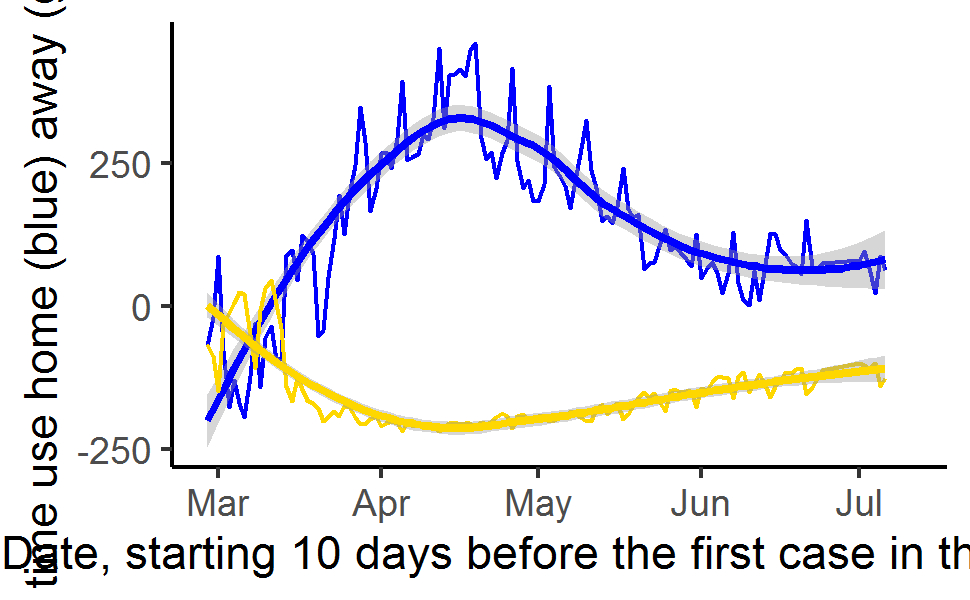 time use home (blue) away (
250
0
-250
Mar Apr May Jun Jul
Date, starting 10 days before the first case in th